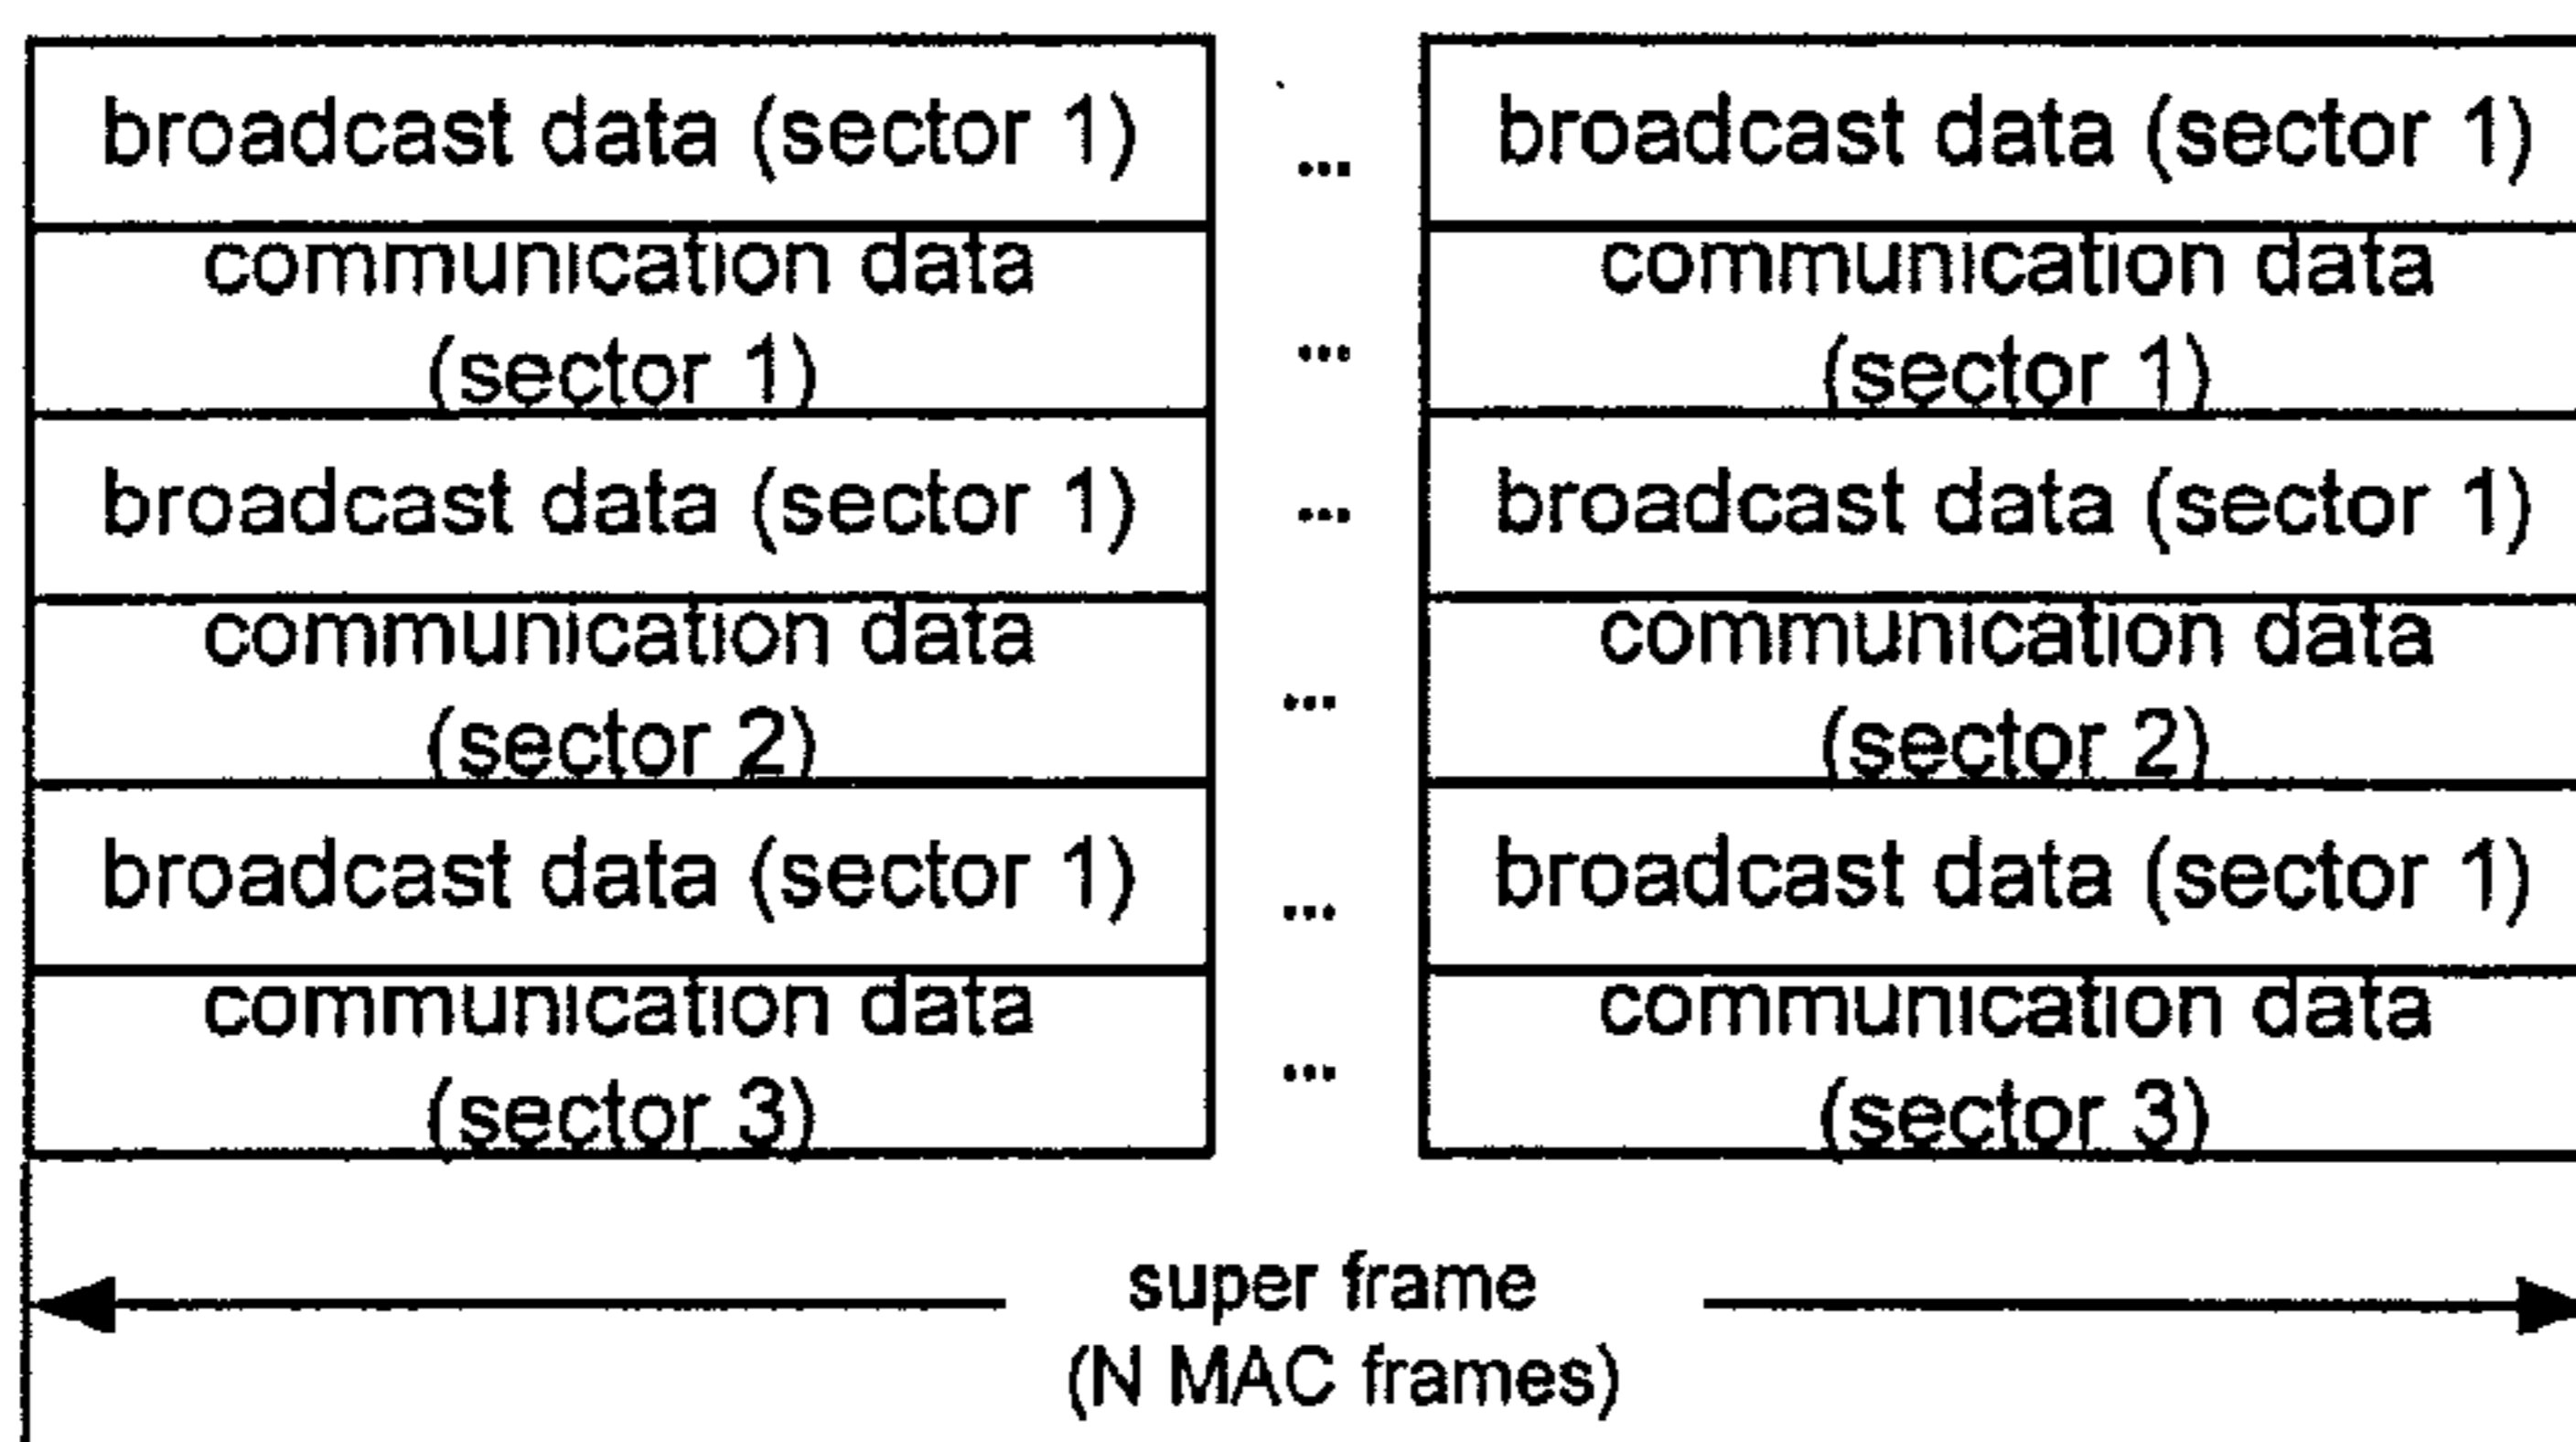 broadcast data (sector 1) ... broadcast data (sector 1)
communication data ... communication data
(sector 1) (sector 1)
broadcast data (sector 1) ... broadcast data (sector 1)
communication data ... communication data
(sector 2) (sector 2)
broadcast data (sector 1) ... broadcast data (sector 1)
communication data ... communication data
(sector 3) (sector 3)
super frame
(N MAC frames)